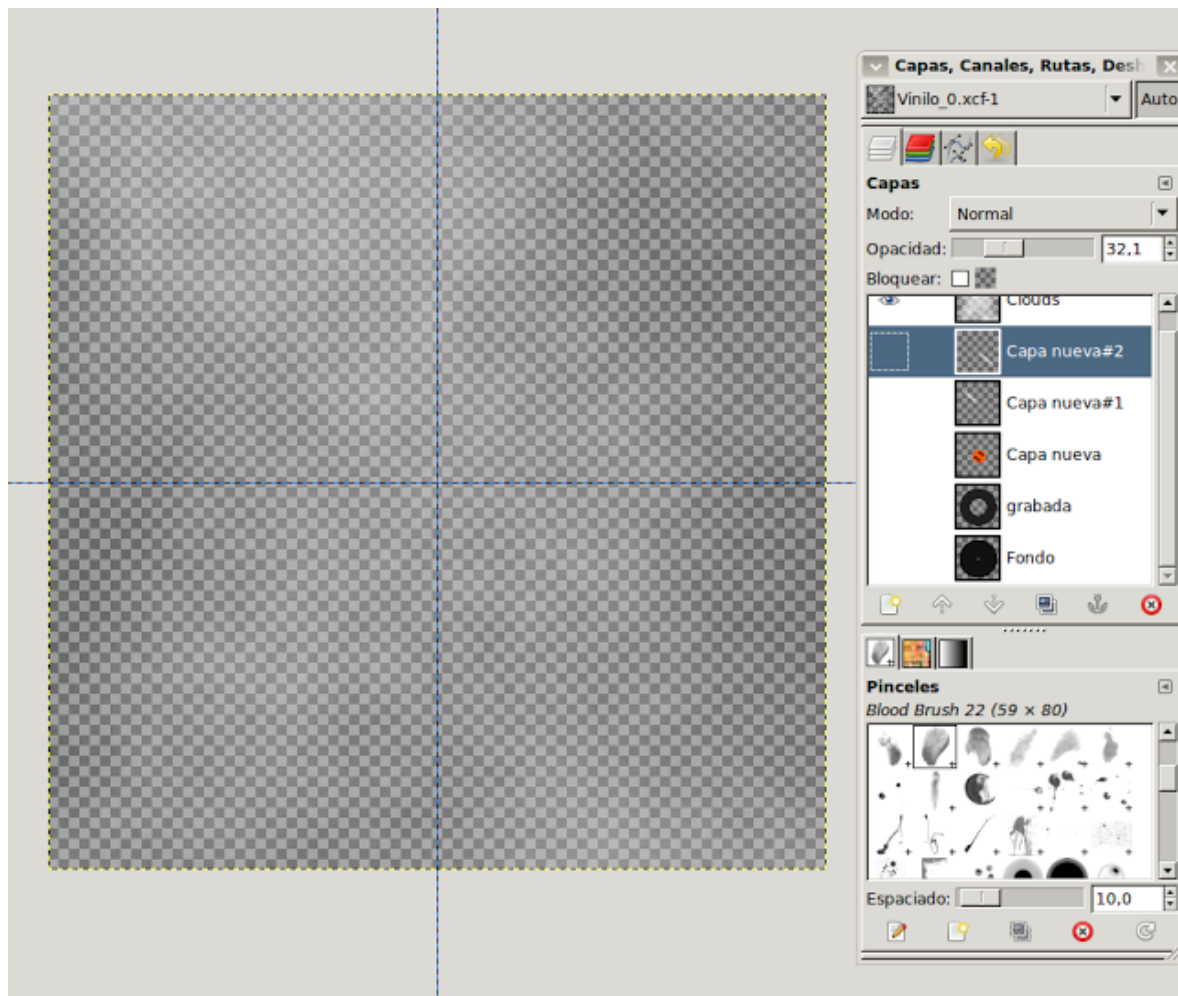 Capas, Canales, Rutas, Desh
Vinilo_0.xcf-1
Auto
Capas
Modo: Normal
Opacidad: 32,1
Bloquear:
Clouds
Capa nueva#2
Capa nueva#1
Capa nueva
grabada
Fondo
Pinceles
Blood Brush 22 (59 × 80)
Espaciado: 10,0